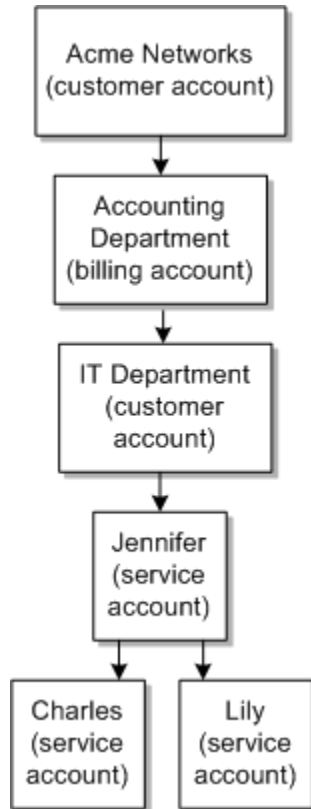 Acme Networks
(customer account)
Accounting
Department
(billing account)
IT Department
(customer
account)
Jennifer
(service
account)
Charles
(service
account)
Lily
(service
account)